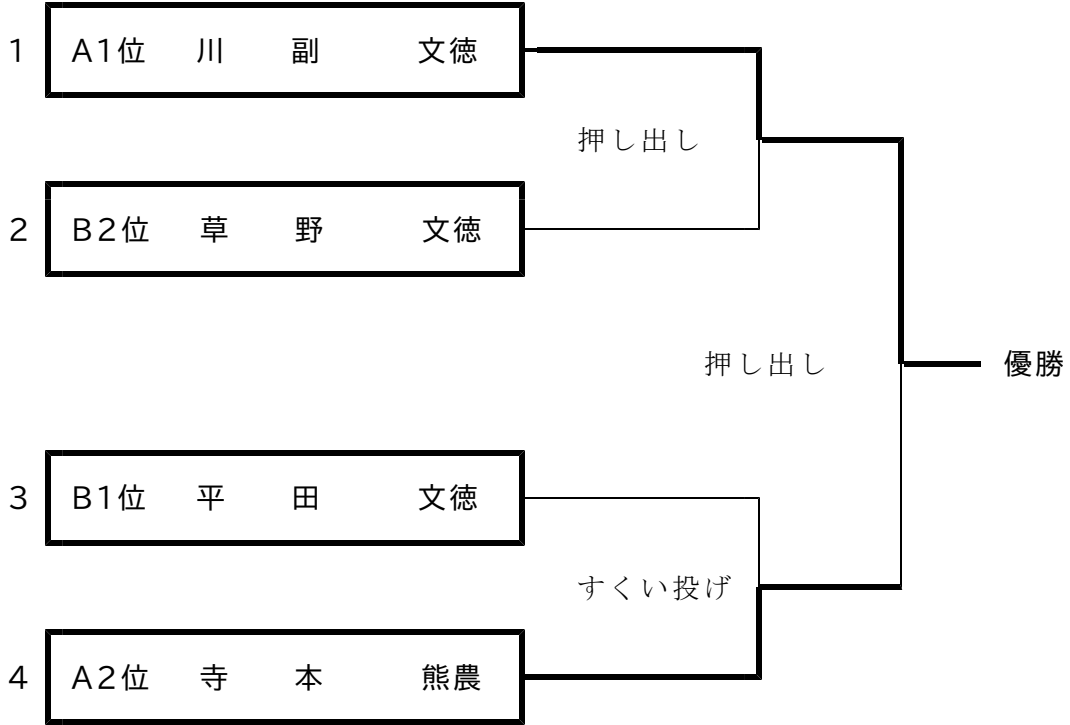 1 A1位 川 副 文徳
押し出し
2 B2位 草 野 文徳
押し出し 優勝
3 B1位 平 田 文徳
すくい投げ
4 A2位 寺 本 熊農